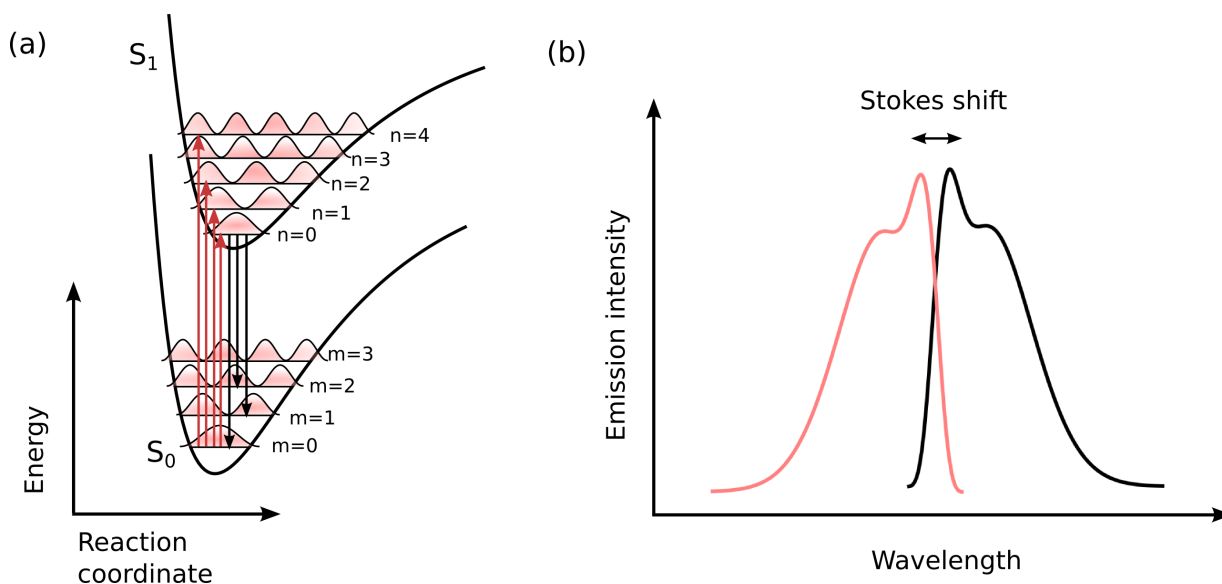 (a)
S₁
n=4
n=3
n=2
n=1
n=0
m=3
m=2
m=1
m=0
S₀
Energy
Reaction
coordinate
(b)
Stokes shift
Emission intensity
Wavelength